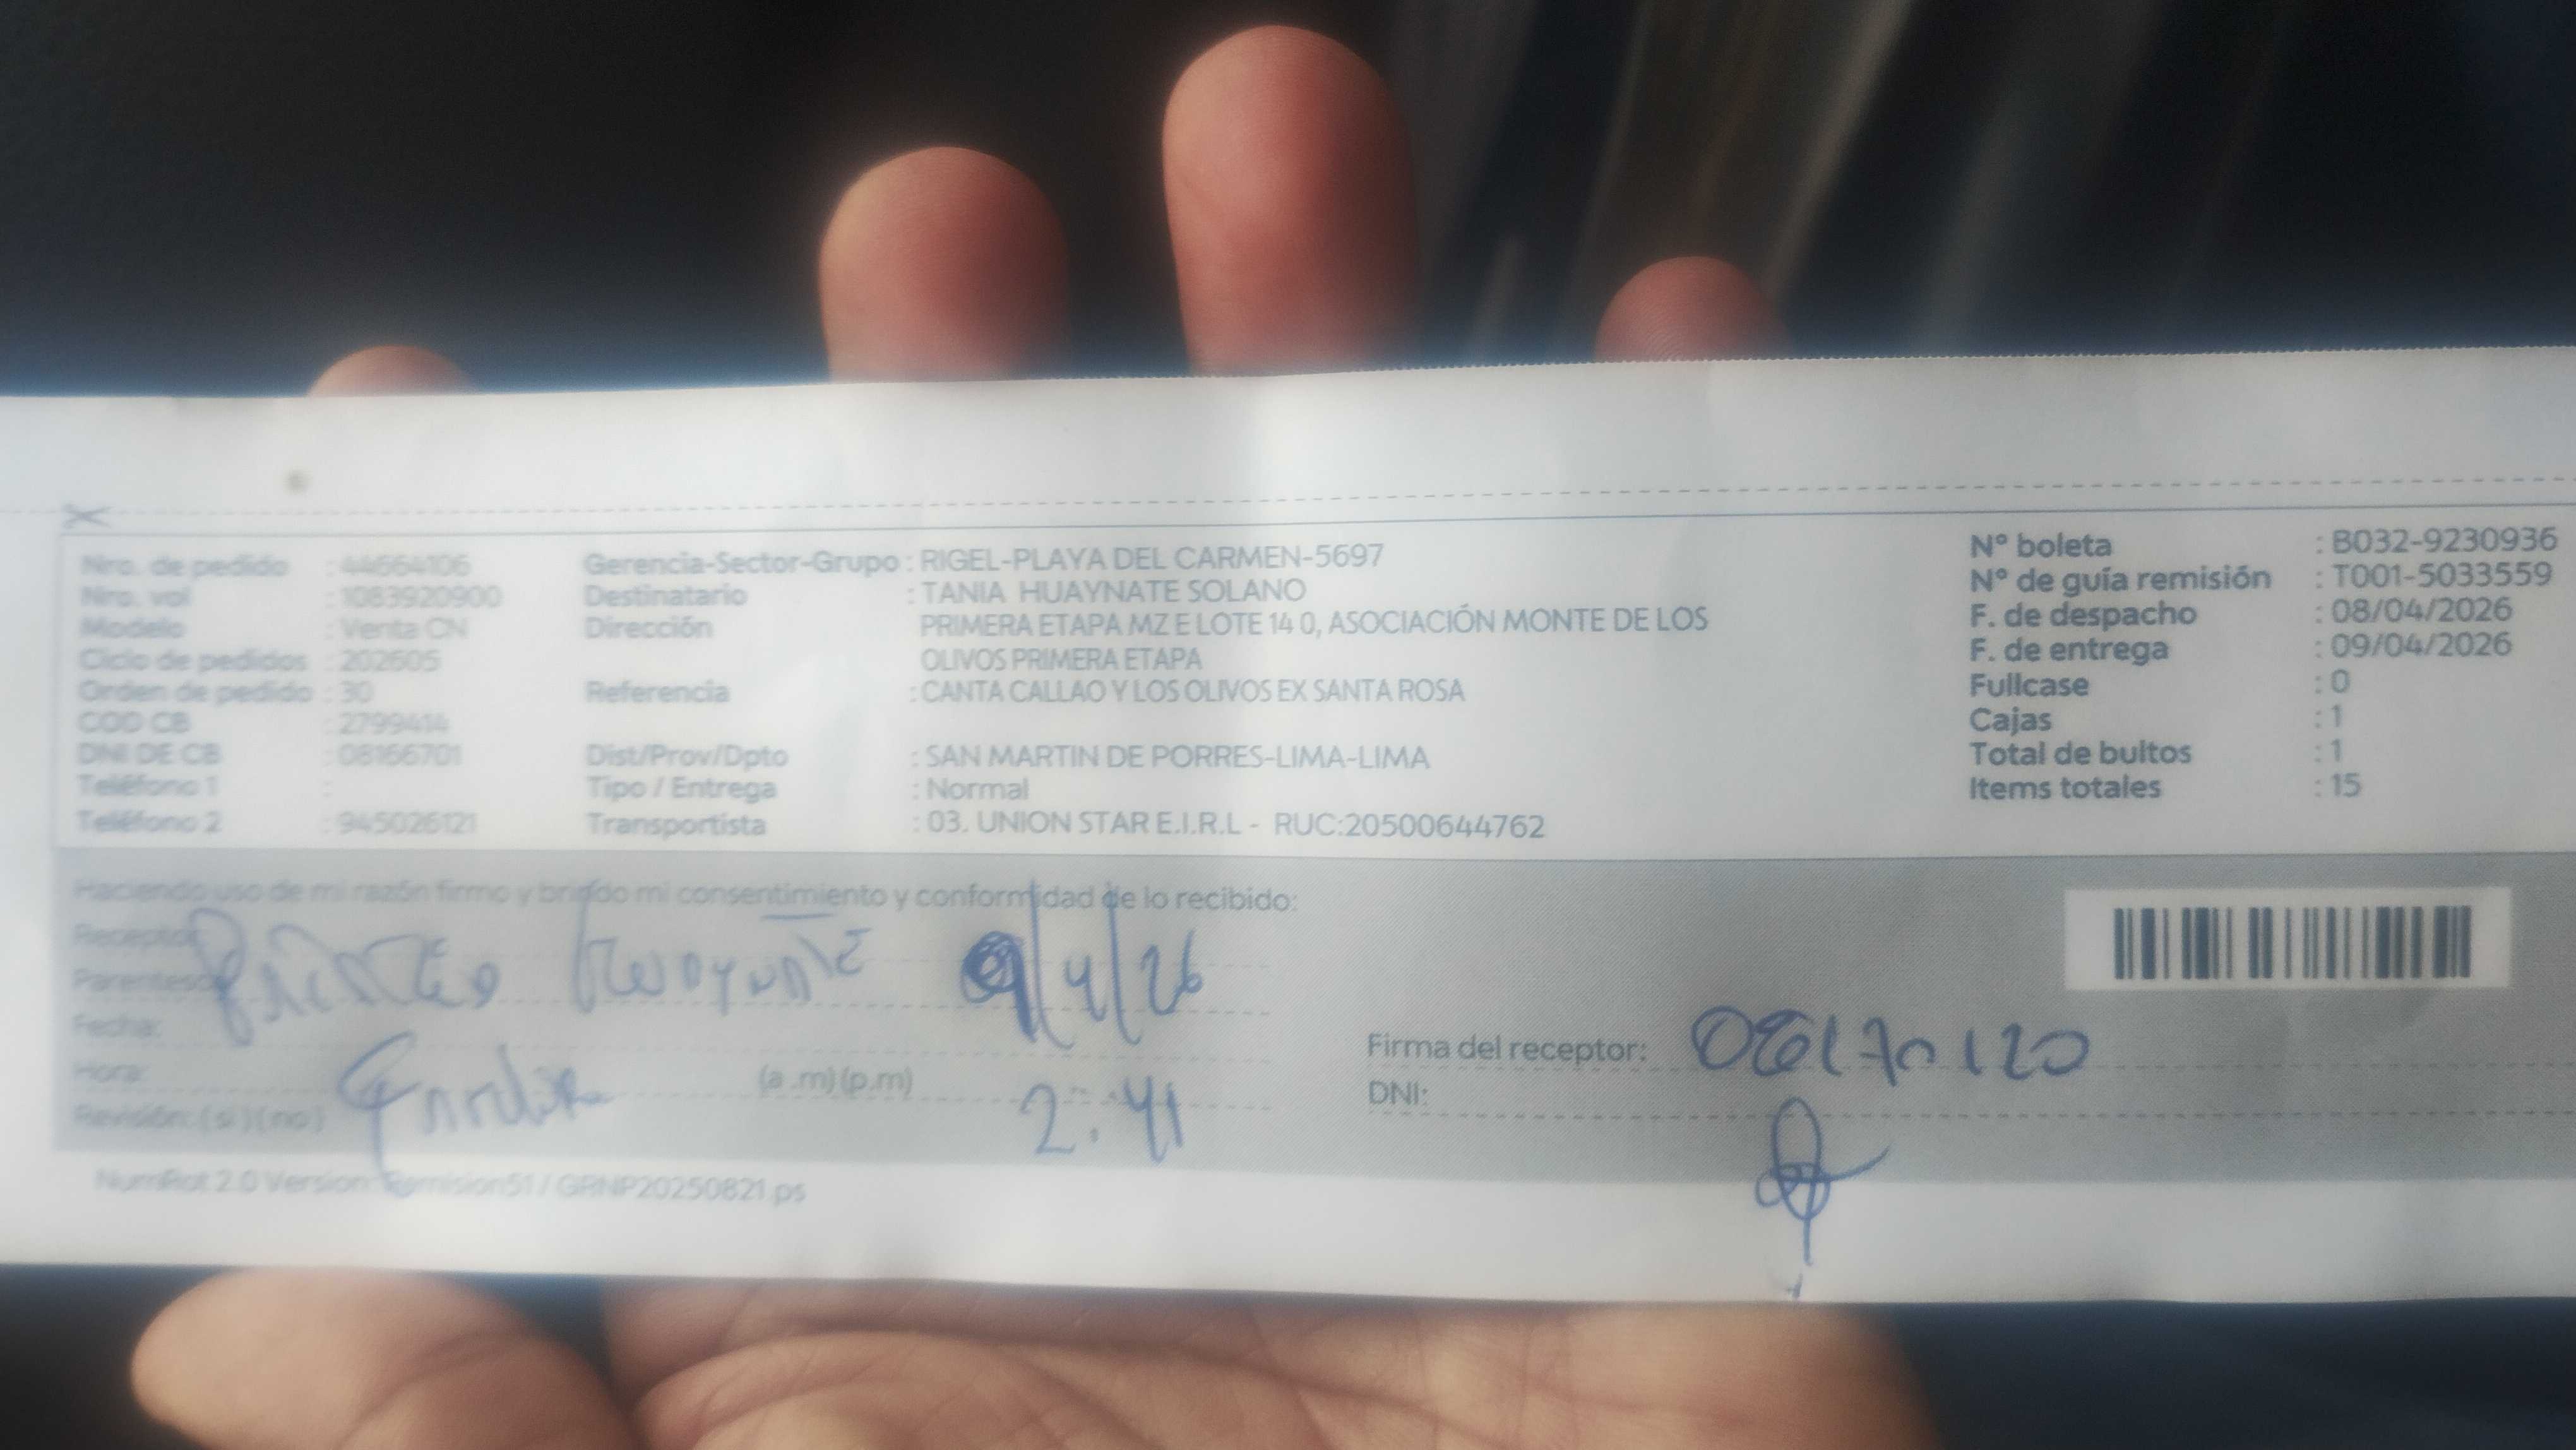 Nro. de pedido : 44664106
Nro. vol : 1083920900
Modelo : Venta CN
Ciclo de pedidos : 202605
Orden de pedido : 30
COD CB : 2799414
DNI DE CB : 08166701
Teléfono 1 :
Teléfono 2 : 945026121
Gerencia-Sector-Grupo : RIGEL-PLAYA DEL CARMEN-5697
Destinatario : TANIA HUAYNATE SOLANO
Dirección PRIMERA ETAPA MZ E LOTE 14 0, ASOCIACIÓN MONTE DE LOS
OLIVOS PRIMERA ETAPA
Referencia : CANTA CALLAO Y LOS OLIVOS EX SANTA ROSA
Dist/Prov/Dpto : SAN MARTIN DE PORRES-LIMA-LIMA
Tipo / Entrega : Normal
Transportista : 03. UNION STAR E.I.R.L - RUC:20500644762
N° boleta : B032-9230936
N° de guía remisión : T001-5033559
F. de despacho : 08/04/2026
F. de entrega : 09/04/2026
Fullcase : 0
Cajas : 1
Total de bultos : 1
Items totales : 15
Haciendo uso de mi razón firmo y brindo mi consentimiento y conformidad de lo recibido:
Receptor
Parentesco
9/4/26
Fecha:
Hora: (a.m)(p.m)
2:41
Revisión: (si)(no)
Firma del receptor:
DNI:
NumRot 2.0 Version: Remision51 / GRNP20250821.ps